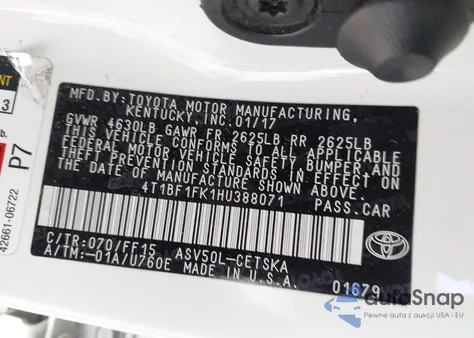 MFD. BY:
TOYOTA MOTOR MANUFACTURING,
KENTUCKY, INC. 01/17
GVWR 4630LB GAWR FR 2625LB RR 2625LB
THIS VEHICLE CONFORMS TO ALL APPLICABLE
FEDERAL MOTOR VEHICLE SAFETY, BUMPER, AND
THEFT PREVENTION STANDARDS IN EFFECT ON
THE DATE OF MANUFACTURE SHOWN ABOVE.
4T1BF1FK1HU388071 PASS.CAR
C/TR:070/FF15 ASV50L-CETSKA
A/TM:-01A/U760E MADE IN U.S.A. 01679
TOYOTA
3
P7
42661-06722
autoSnap
Pewne auta z aukcji USA i EU